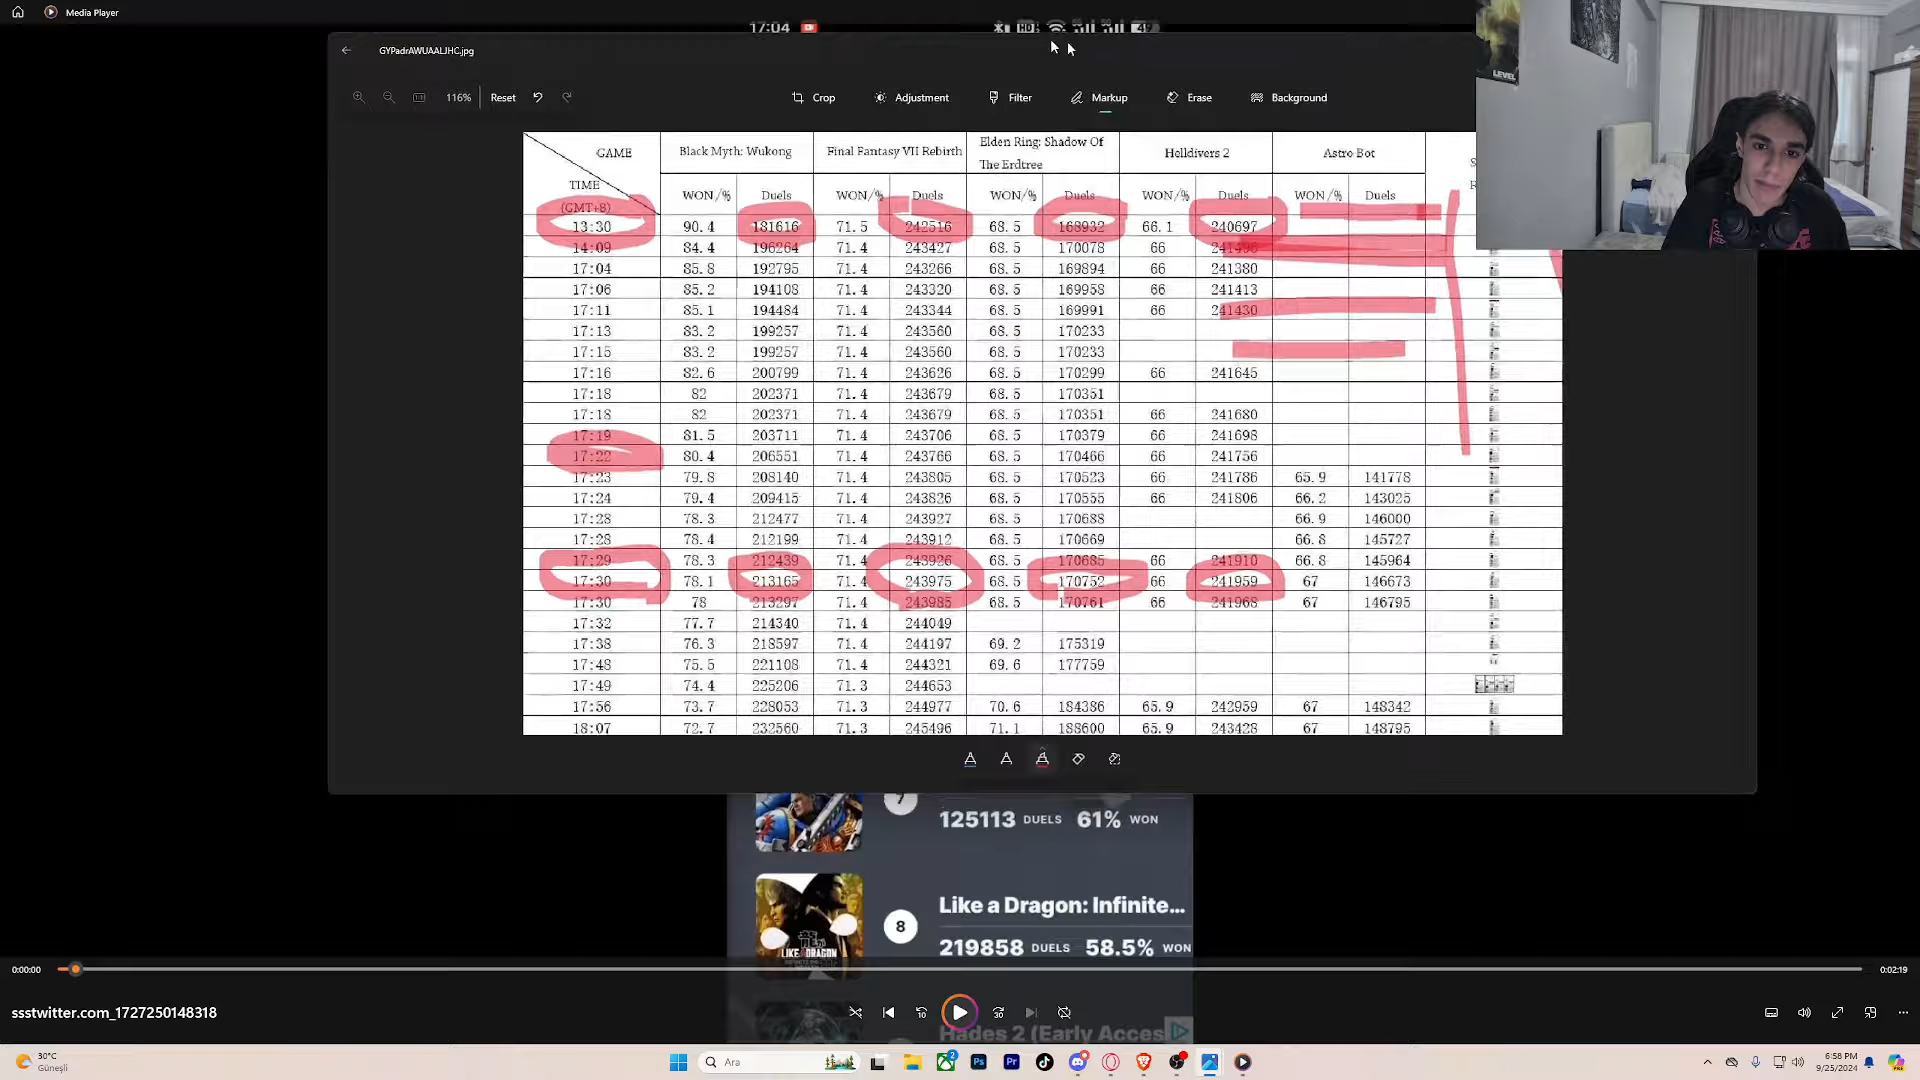 Media Player
17:04
GYPadrAWUAALJHC.jpg
116% Reset Crop Adjustment Filter Markup Erase Background
LEVEL
GAME Black Myth: Wukong Final Fantasy VII Rebirth Elden Ring: Shadow Of The Erdtree Helldivers 2 Astro Bot
TIME (GMT+8) WON/% Duels WON/% Duels WON/% Duels WON/% Duels WON/% Duels
13:30 90.4 181616 71.5 242516 68.5 168932 66.1 240697
14:09 84.4 196264 71.4 243427 68.5 170078 66
17:04 85.8 192795 71.4 243266 68.5 169894 66 241380
17:06 85.2 194108 71.4 243320 68.5 169958 66 241413
17:11 85.1 194484 71.4 243344 68.5 169991 66 241430
17:13 83.2 199257 71.4 243560 68.5 170233
17:15 83.2 199257 71.4 243560 68.5 170233
17:16 82.6 200799 71.4 243626 68.5 170299 66 241645
17:18 82 202371 71.4 243679 68.5 170351
17:18 82 202371 71.4 243679 68.5 170351 66 241680
17:19 81.5 203711 71.4 243706 68.5 170379 66 241698
17:22 80.4 206551 71.4 243766 68.5 170466 66 241756
17:23 79.8 208140 71.4 243805 68.5 170523 66 241786 65.9 141778
17:24 79.4 209415 71.4 243826 68.5 170555 66 241806 66.2 143025
17:28 78.3 212477 71.4 243927 68.5 170688 66.9 146000
17:28 78.4 212199 71.4 243912 68.5 170669 66.8 145727
17:29 78.3 212439 71.4 243926 68.5 170685 66 241910 66.8 145964
17:30 78.1 213165 71.4 243975 68.5 170752 66 241959 67 146673
17:30 78 213297 71.4 243985 68.5 170761 66 241968 67 146795
17:32 77.7 214340 71.4 244049
17:38 76.3 218597 71.4 244197 69.2 175319
17:48 75.5 221108 71.4 244321 69.6 177759
17:49 74.4 225206 71.3 244653
17:56 73.7 228053 71.3 244977 70.6 184386 65.9 242959 67 148342
18:07 72.7 232560 71.3 245496 71.1 188600 65.9 243428 67 148795
7
125113 DUELS 61% WON
LIKE A DRAGON
8
Like a Dragon: Infinite...
219858 DUELS 58.5% WON
0:00:00 0:02:19
ssstwitter.com_1727250148318
10 30
Hades 2 (Early Access
30°C
Güneşli
Ara
2
Ps Pr
6:58 PM
9/25/2024
PRE